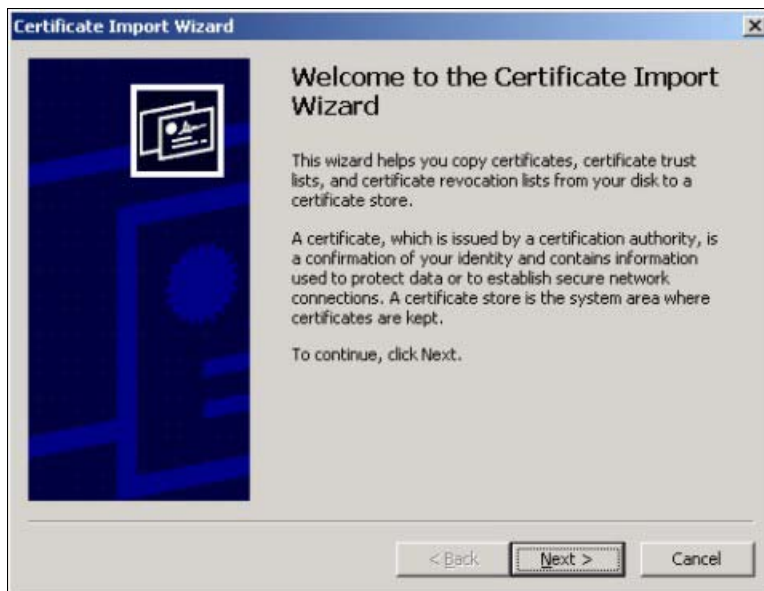 Certificate Import Wizard
Welcome to the Certificate Import
Wizard
This wizard helps you copy certificates, certificate trust
lists, and certificate revocation lists from your disk to a
certificate store.
A certificate, which is issued by a certification authority, is
a confirmation of your identity and contains information
used to protect data or to establish secure network
connections. A certificate store is the system area where
certificates are kept.
To continue, click Next.
< Back
Next >
Cancel